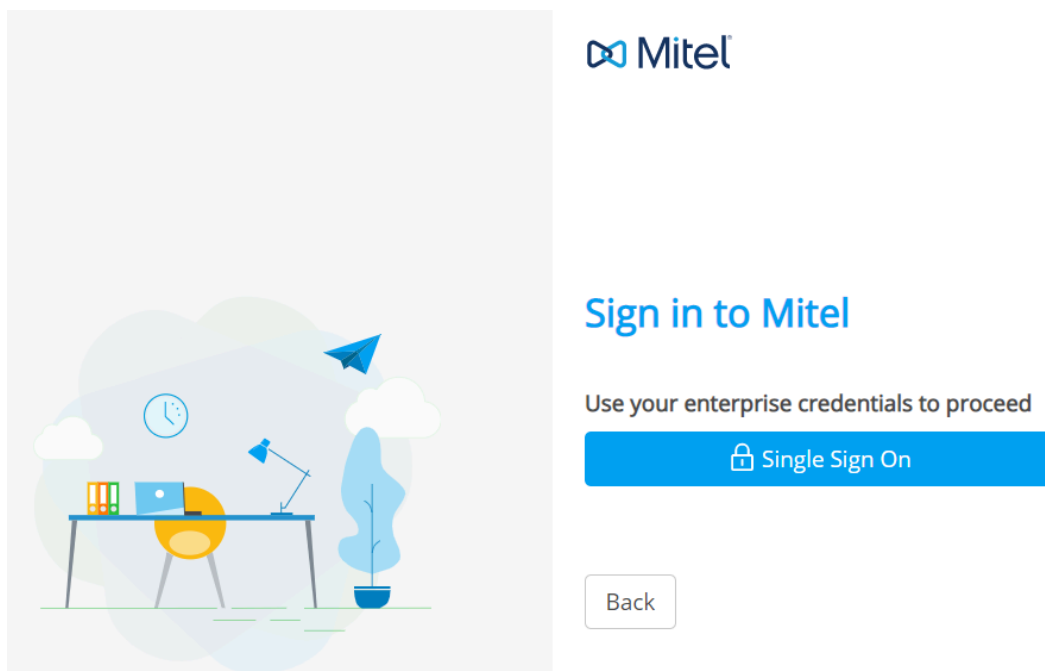 Mitel
Sign in to Mitel
Use your enterprise credentials to proceed
Single Sign On
Back